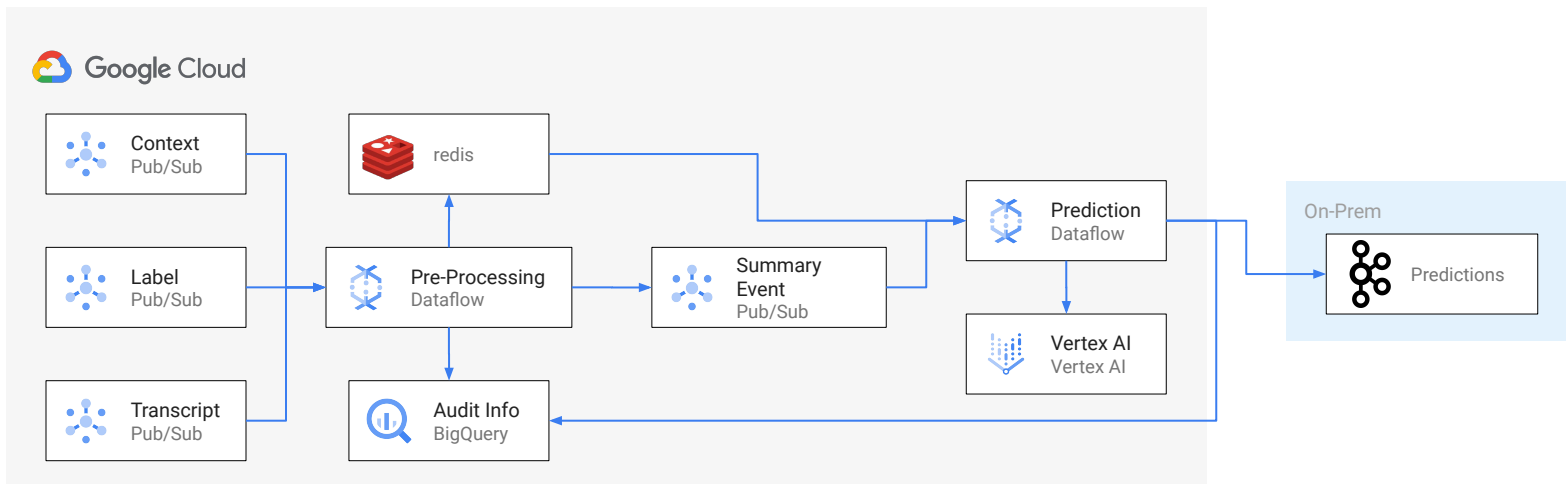 Google Cloud
Context
Pub/Sub
redis
Label
Pub/Sub
Pre-Processing
Dataflow
Summary
Event
Pub/Sub
Prediction
Dataflow
On-Prem
Predictions
Vertex AI
Vertex AI
Transcript
Pub/Sub
Audit Info
BigQuery